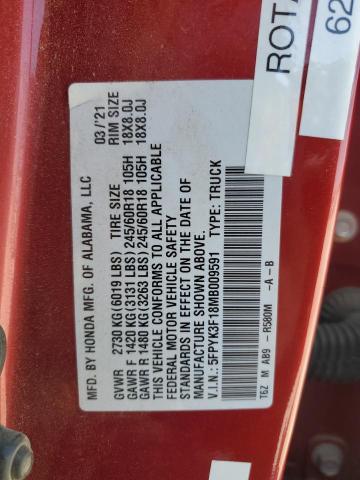 MFD. BY HONDA MFG. OF ALABAMA, LLC 03/'21
TIRE SIZE RIM SIZE
GVWR 2730 KG (6019 LBS)
GAWR F 1420 KG (3131 LBS) 245/60R18 105H 18X8.0J
GAWR R 1480 KG (3263 LBS) 245/60R18 105H 18X8.0J
THIS VEHICLE CONFORMS TO ALL APPLICABLE
FEDERAL MOTOR VEHICLE SAFETY
STANDARDS IN EFFECT ON THE DATE OF
MANUFACTURE SHOWN ABOVE.
V.I.N.: 5FPYK3F18MB009591 TYPE: TRUCK
T6Z M A89 - R580M -A-B
ROTA
62